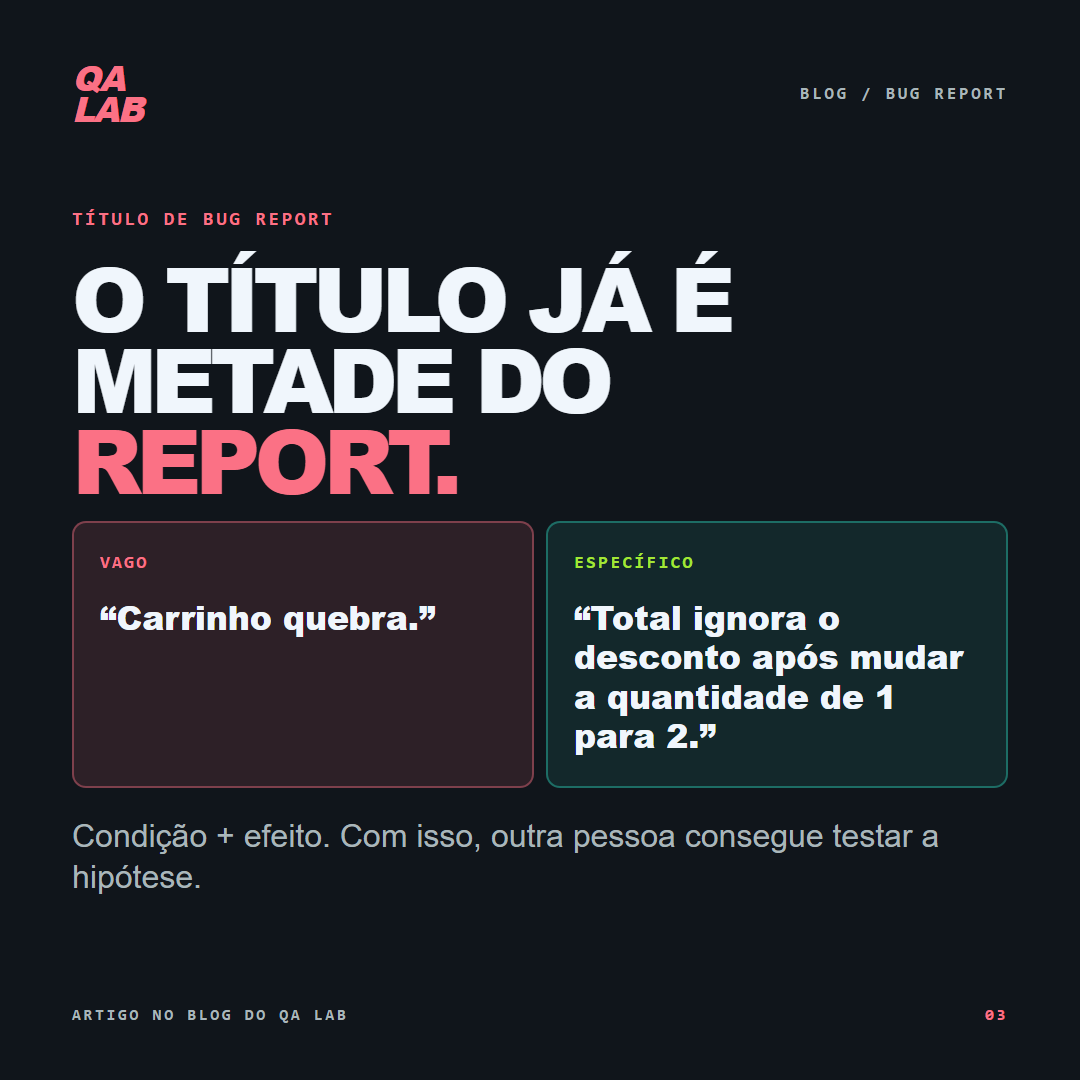 QA
LAB
BLOG / BUG REPORT
TÍTULO DE BUG REPORT
O TÍTULO JÁ É
METADE DO
REPORT.
VAGO
“Carrinho quebra.”
ESPECÍFICO
“Total ignora o
desconto após mudar
a quantidade de 1
para 2.”
Condição + efeito. Com isso, outra pessoa consegue testar a
hipótese.
ARTIGO NO BLOG DO QA LAB
03